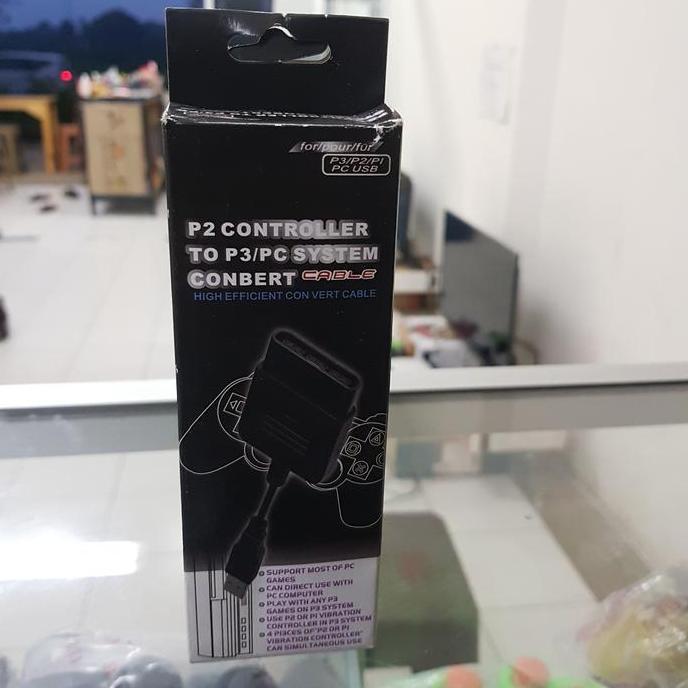 for/pour/für
P3/P2/PI
PC USB
P2 CONTROLLER
TO P3/PC SYSTEM
CONBERT CABLE
HIGH EFFICIENT CON VERT CABLE
SUPPORT MOST OF PC
GAMES
CAN DIRECT USE WITH
PC COMPUTER
PLAY WITH ANY P3
GAMES ON P3 SYSTEM
USE P2 OR PI VIBRATION
CONTROLLER IN P3 SYSTEM
4 PI3CES OF"P2 OR PI
VIBRATION CONTROLLER"
CAN SIMULTANEOUS USE